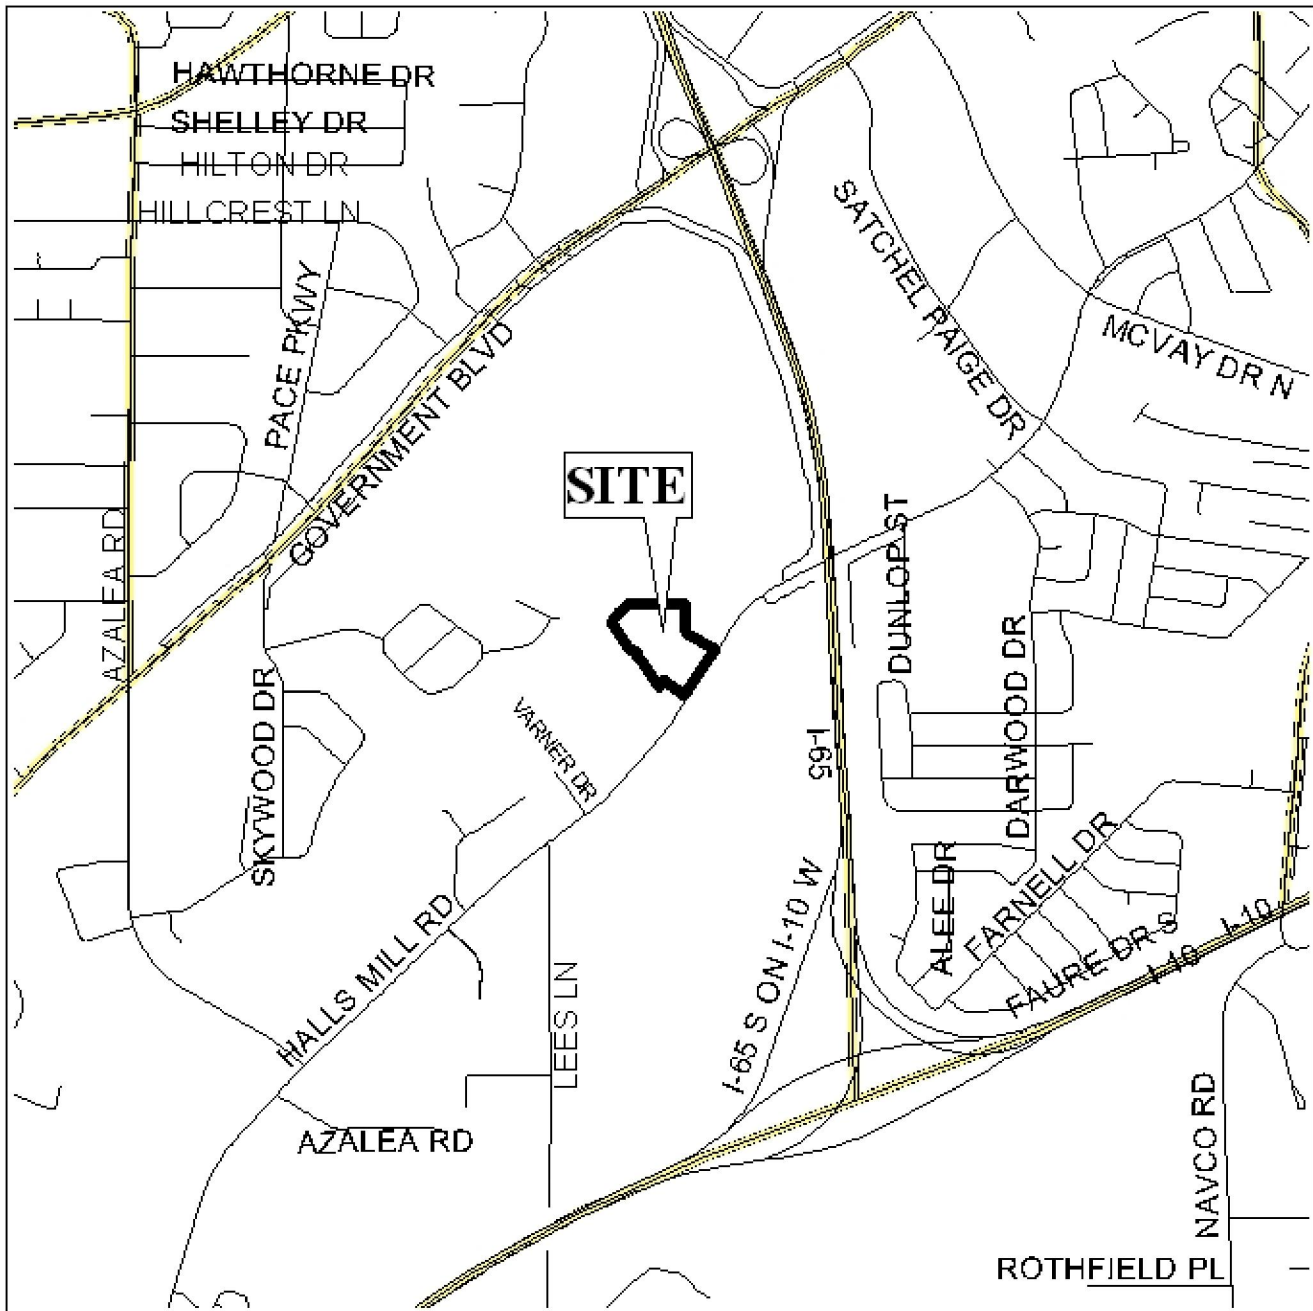 HAWTHORNE DR
SHELLEY DR
HILTON DR
HILLCREST LN
SATCHEL PAIGE DR
PACE PKWY
MCVAY DR N
GOVERNMENT BLVD
SITE
AZALEA RD
DUNLOP ST
DARWOOD DR
SKYWOOD DR
VARNER DR
I-65
FARNELL DR
ALEE DR
I-65 S ON I-10 W
HALLS MILL RD
I-10
FAURE DR S
I-10
LEES LN
AZALEA RD
NAVCO RD
ROTHFIELD PL